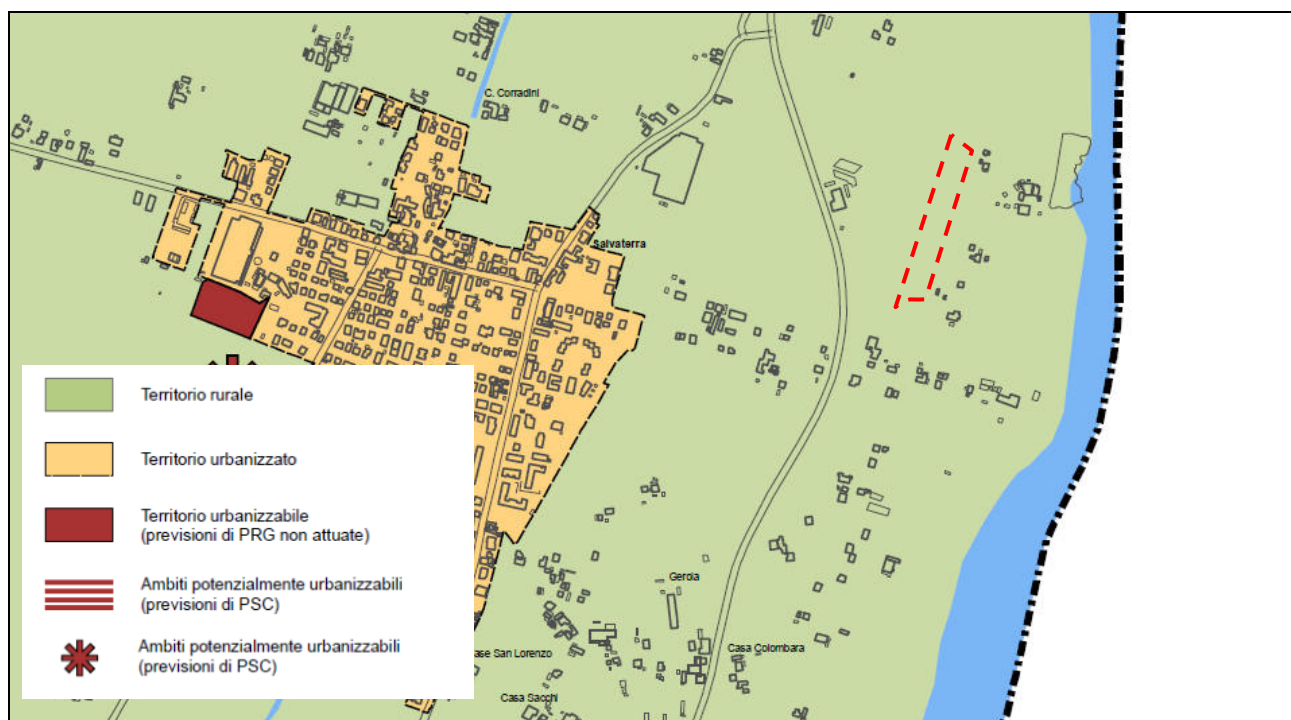 C. Corradini
Salvaterra
Territorio rurale
Territorio urbanizzato
Territorio urbanizzabile
(previsioni di PRG non attuate)
Ambiti potenzialmente urbanizzabili
(previsioni di PSC)
Ambiti potenzialmente urbanizzabili
(previsioni di PSC)
Gerola
ase San Lorenzo
Casa Colombara
Casa Sacchi